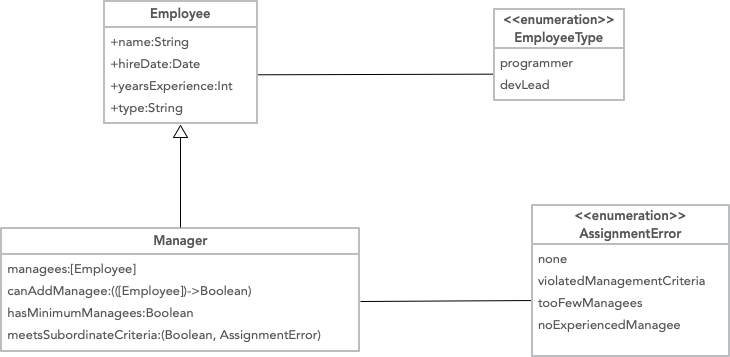 Employee
+name:String
+hireDate:Date
+yearsExperience:Int
+type:String
<<enumeration>>
EmployeeType
programmer
devLead
Manager
managees:[Employee]
canAddManagee:(([Employee])->Boolean)
hasMinimumManagees:Boolean
meetsSubordinateCriteria:(Boolean, AssignmentError)
<<enumeration>>
AssignmentError
none
violatedManagementCriteria
tooFewManagees
noExperiencedManagee